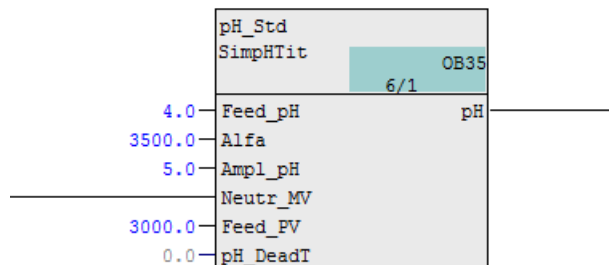 pH_Std
SimpHTit
OB35
6/1
4.0 Feed_pH pH
3500.0 Alfa
5.0 Ampl_pH
Neutr_MV
3000.0 Feed_PV
0.0 pH_DeadT